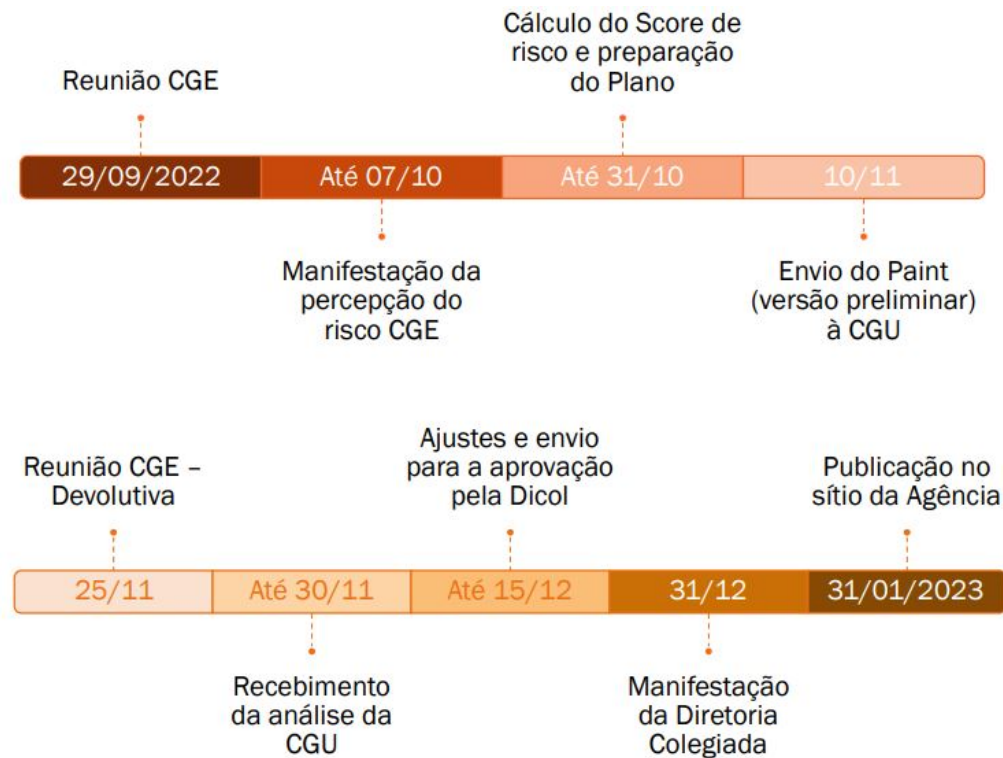 Reunião CGE
Cálculo do Score de
risco e preparação
do Plano
29/09/2022
Até 07/10
Até 31/10
10/11
Manifestação da
percepção do
risco CGE
Envio do Paint
(versão preliminar)
à CGU
Reunião CGE –
Devolutiva
Ajustes e envio
para a aprovação
pela Dicol
Publicação no
sítio da Agência
25/11
Até 30/11
Até 15/12
31/12
31/01/2023
Recebimento
da análise da
CGU
Manifestação
da Diretoria
Colegiada